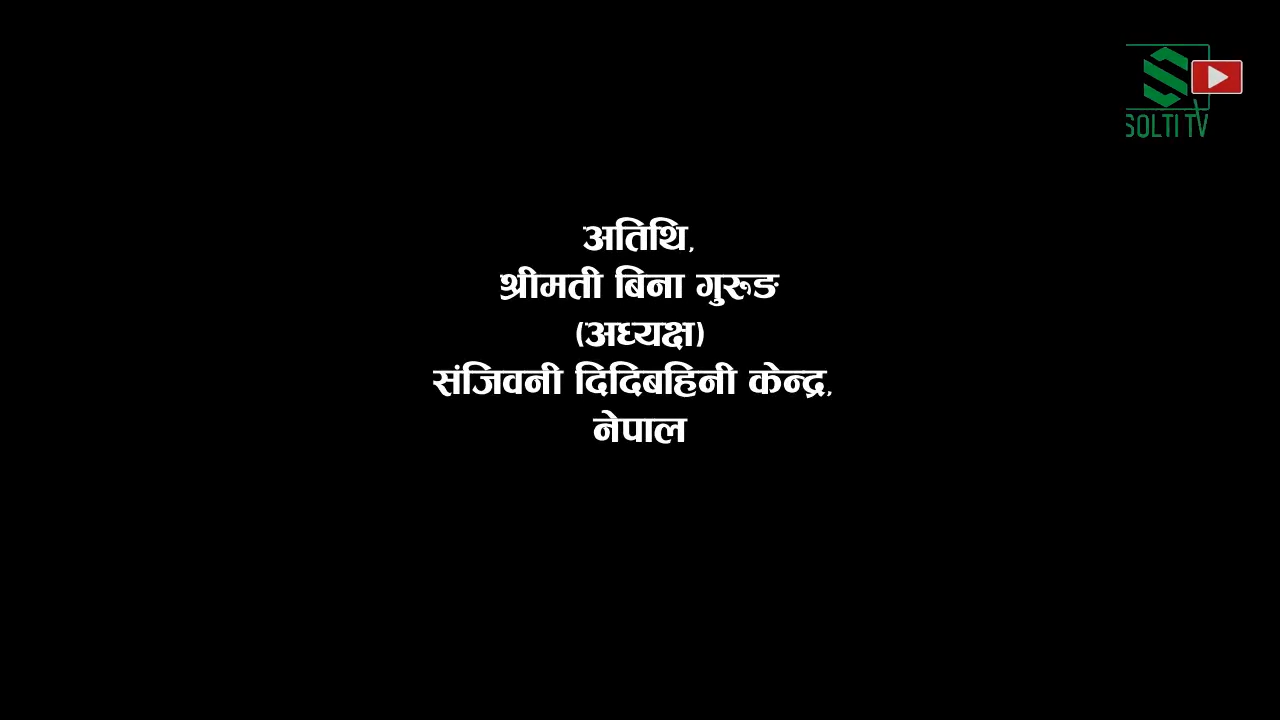 SOLTI TV
अतिथि,
श्रीमती बिना गुरुङ
(अध्यक्ष)
संजिवनी दिदिबहिनी केन्द्र,
नेपाल